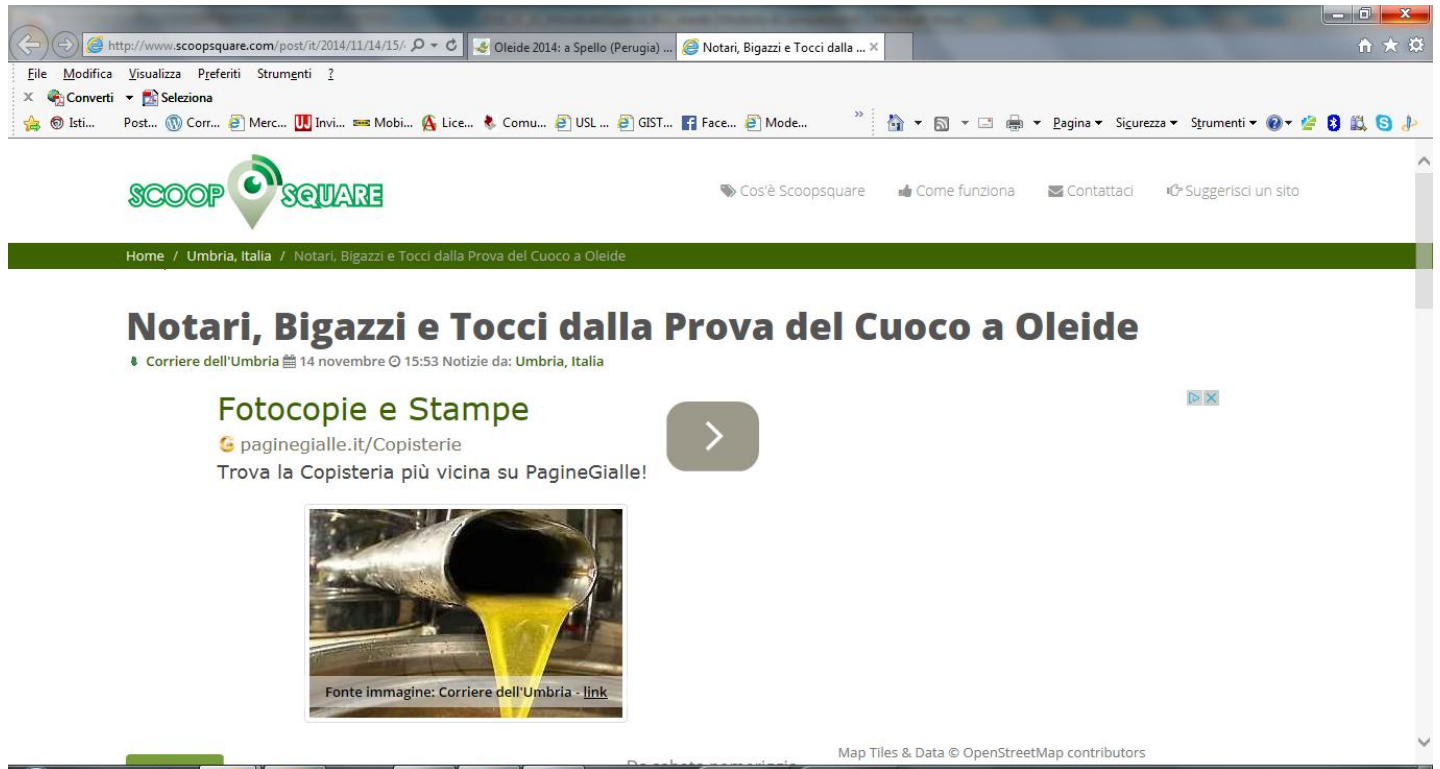 http://www.scoopsquare.com/post/it/2014/11/14/15/
Oleide 2014: a Spello (Perugia) ...
Notari, Bigazzi e Tocci dalla ...
File Modifica Visualizza Preferiti Strumenti ?
x Converti Seleziona
Isti... Post... Corr... Merc... Invi... Mobi... Lice... Comu... USL ... GIST... Face... Mode... » Pagina Sicurezza Strumenti
SCOOP SQUARE
Cos'è Scoopsquare Come funziona Contattaci Suggerisci un sito
Home / Umbria, Italia / Notari, Bigazzi e Tocci dalla Prova del Cuoco a Oleide
Notari, Bigazzi e Tocci dalla Prova del Cuoco a Oleide
Corriere dell'Umbria 14 novembre 15:53 Notizie da: Umbria, Italia
Fotocopie e Stampe
paginegialle.it/Copisterie
Trova la Copisteria più vicina su PagineGialle!
Fonte immagine: Corriere dell'Umbria - link
Map Tiles & Data © OpenStreetMap contributors